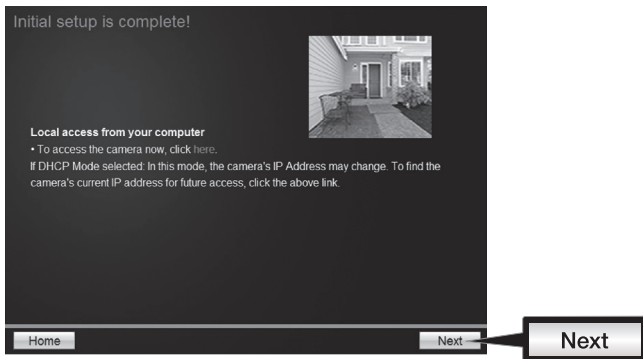 Initial setup is complete!
Local access from your computer
• To access the camera now, click here.
If DHCP Mode selected: In this mode, the camera's IP Address may change. To find the
camera's current IP address for future access, click the above link.
Home
Next
Next